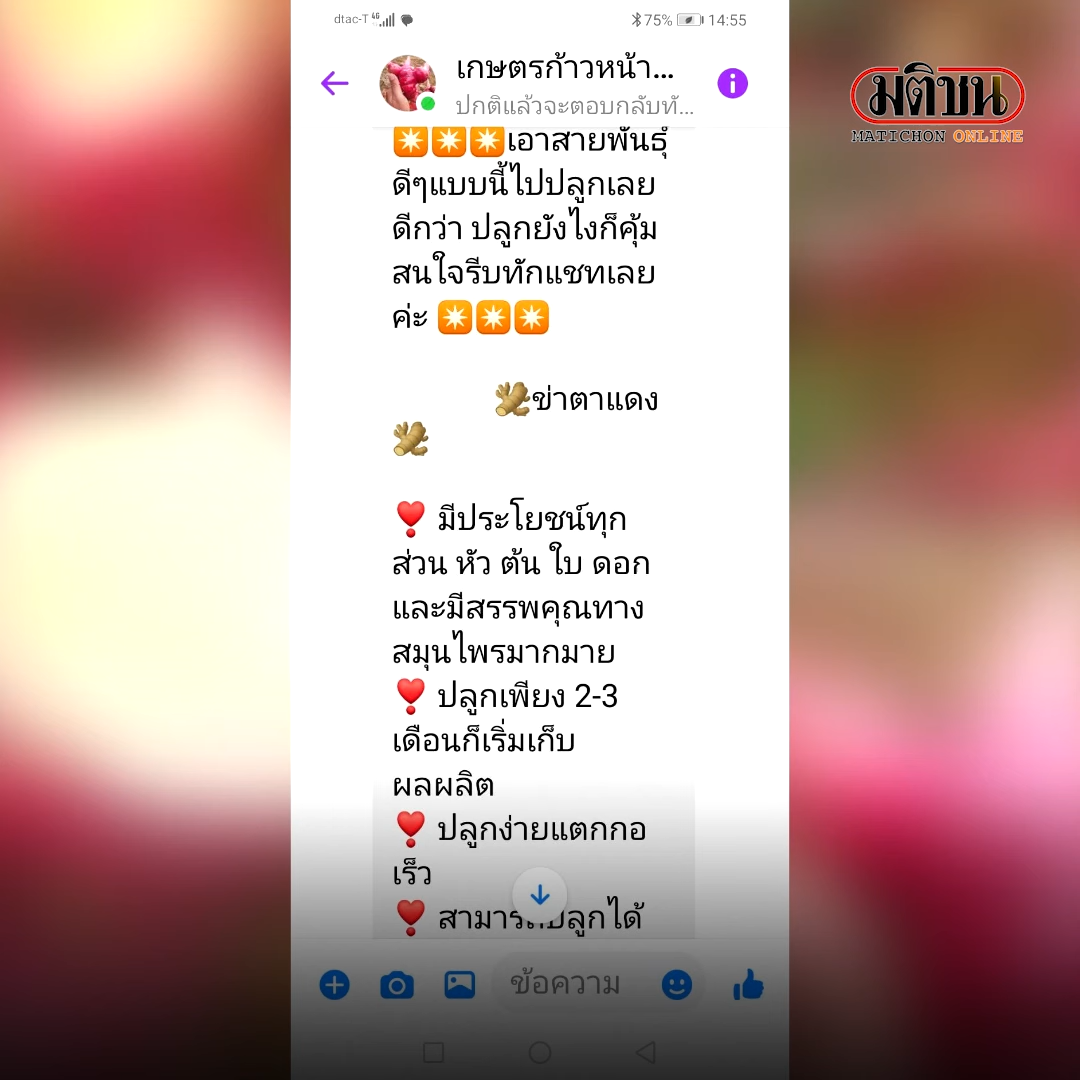 dtac-T 4G 75% 14:55
เกษตรก้าวหน้า...
ปกติแล้วจะตอบกลับทั...
มติชน
MATICHON ONLINE
เอาสายพันธุ์
ดีๆแบบนี้ไปปลูกเลย
ดีกว่า ปลูกยังไงก็คุ้ม
สนใจรีบทักแชทเลย
ค่ะ
ข่าตาแดง
มีประโยชน์ทุก
ส่วน หัว ต้น ใบ ดอก
และมีสรรพคุณทาง
สมุนไพรมากมาย
ปลูกเพียง 2-3
เดือนก็เริ่มเก็บ
ผลผลิต
ปลูกง่ายแตกกอ
เร็ว
สามารถปลูกได้
ข้อความ